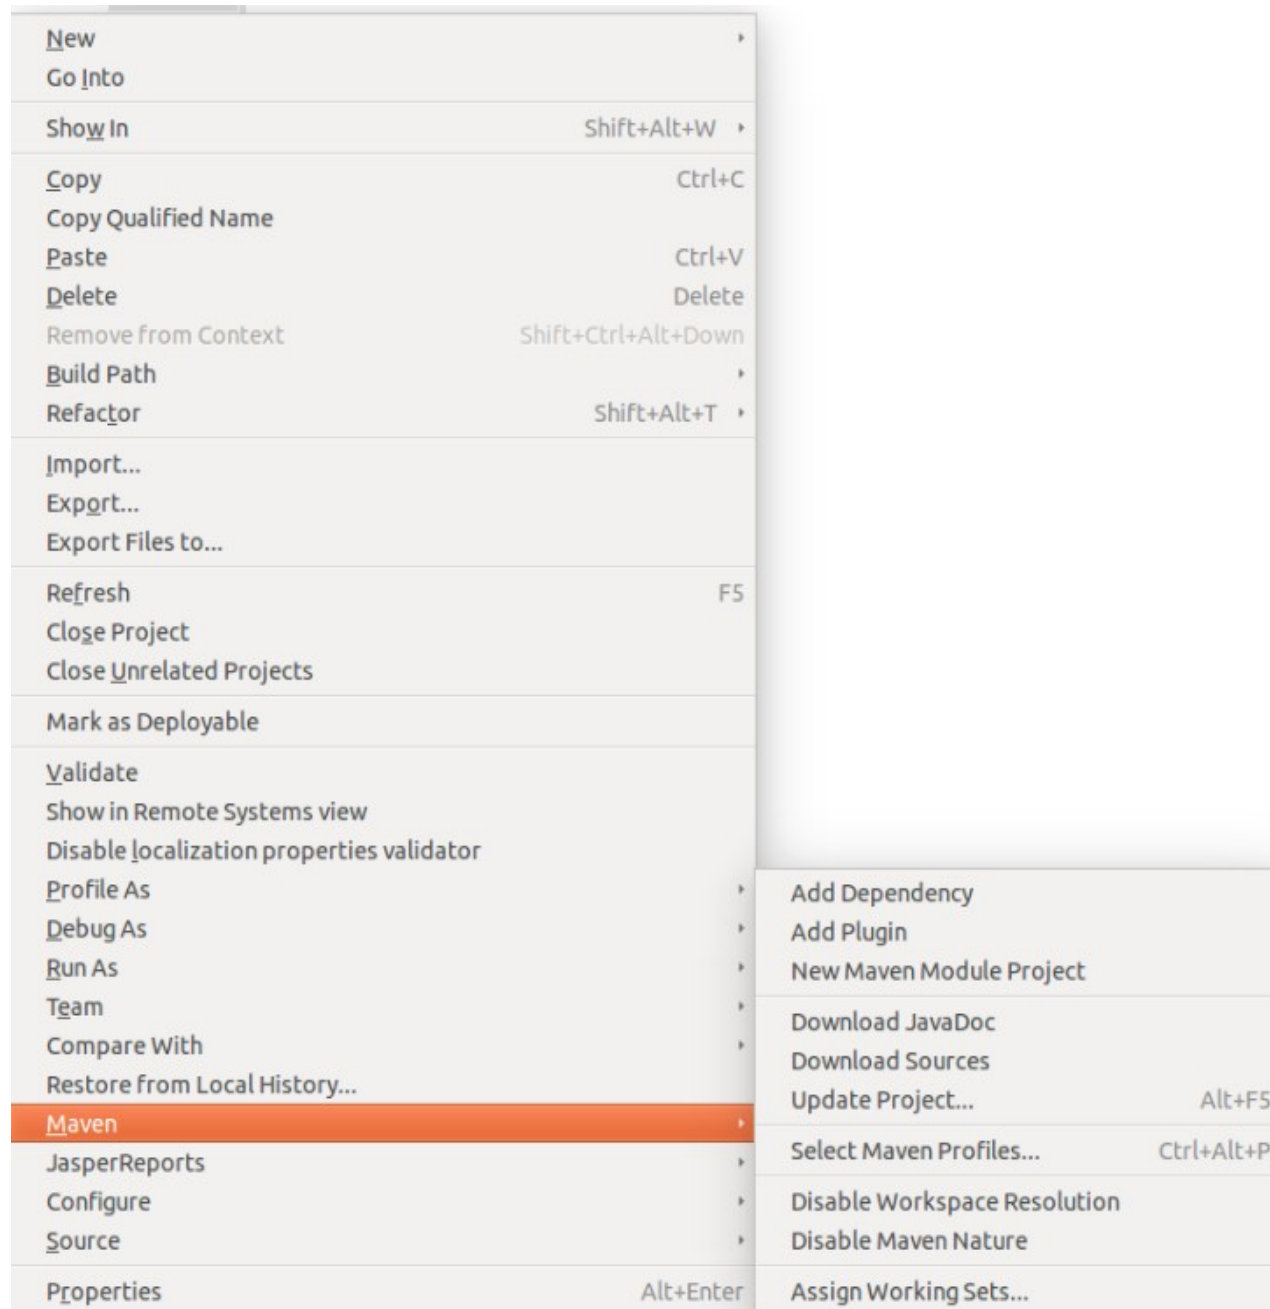 New
Go Into
Show In Shift+Alt+W
Copy Ctrl+C
Copy Qualified Name
Paste Ctrl+V
Delete Delete
Remove from Context Shift+Ctrl+Alt+Down
Build Path
Refactor Shift+Alt+T
Import...
Export...
Export Files to...
Refresh F5
Close Project
Close Unrelated Projects
Mark as Deployable
Validate
Show in Remote Systems view
Disable localization properties validator
Profile As
Debug As
Run As
Team
Compare With
Restore from Local History...
Maven
JasperReports
Configure
Source
Properties Alt+Enter
Add Dependency
Add Plugin
New Maven Module Project
Download JavaDoc
Download Sources
Update Project... Alt+F5
Select Maven Profiles... Ctrl+Alt+P
Disable Workspace Resolution
Disable Maven Nature
Assign Working Sets...